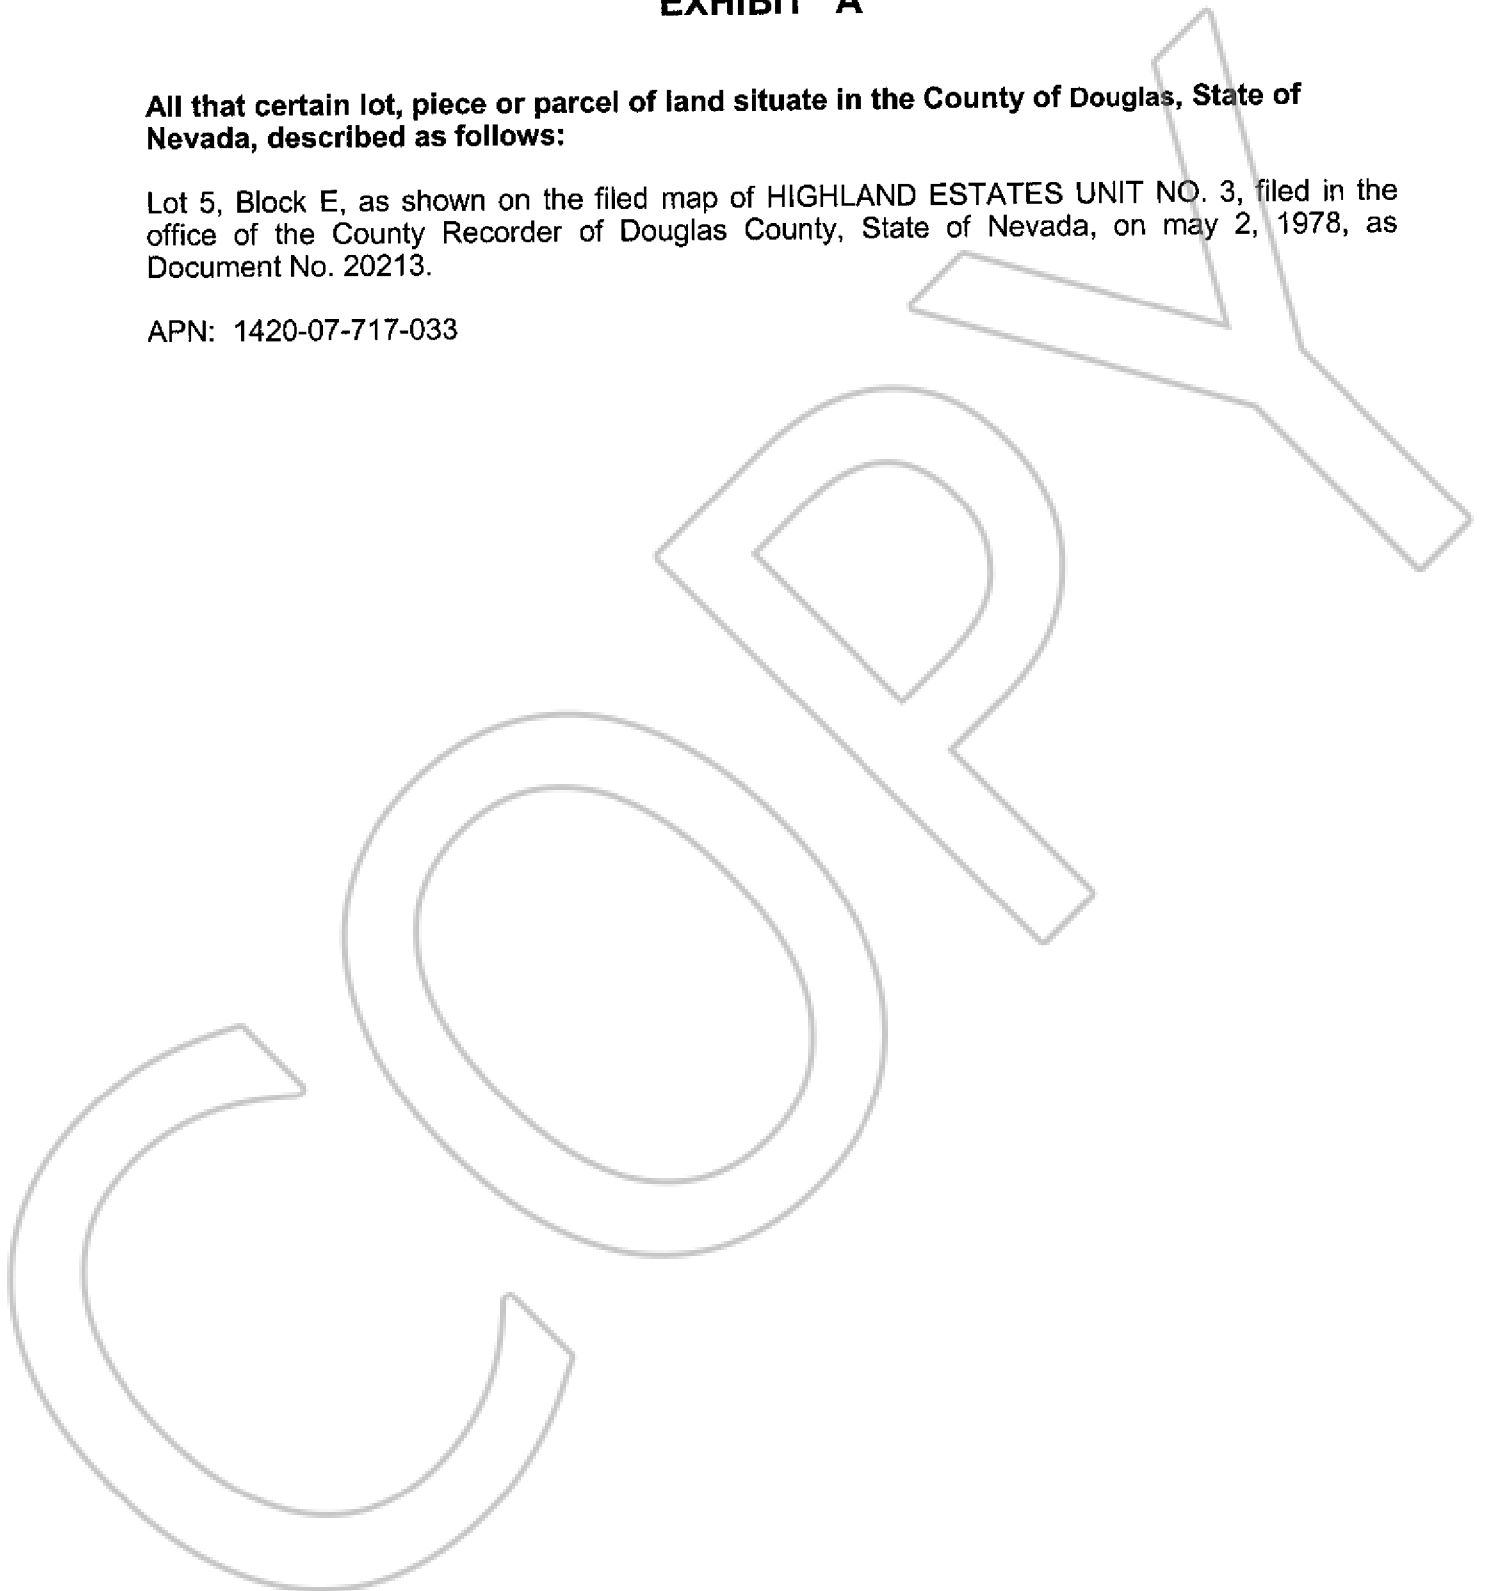 EXHIBIT "A"
All that certain lot, piece or parcel of land situate in the County of Douglas, State of
Nevada, described as follows:
Lot 5, Block E, as shown on the filed map of HIGHLAND ESTATES UNIT NO. 3, filed in the
office of the County Recorder of Douglas County, State of Nevada, on may 2, 1978, as
Document No. 20213.
APN: 1420-07-717-033
COPY